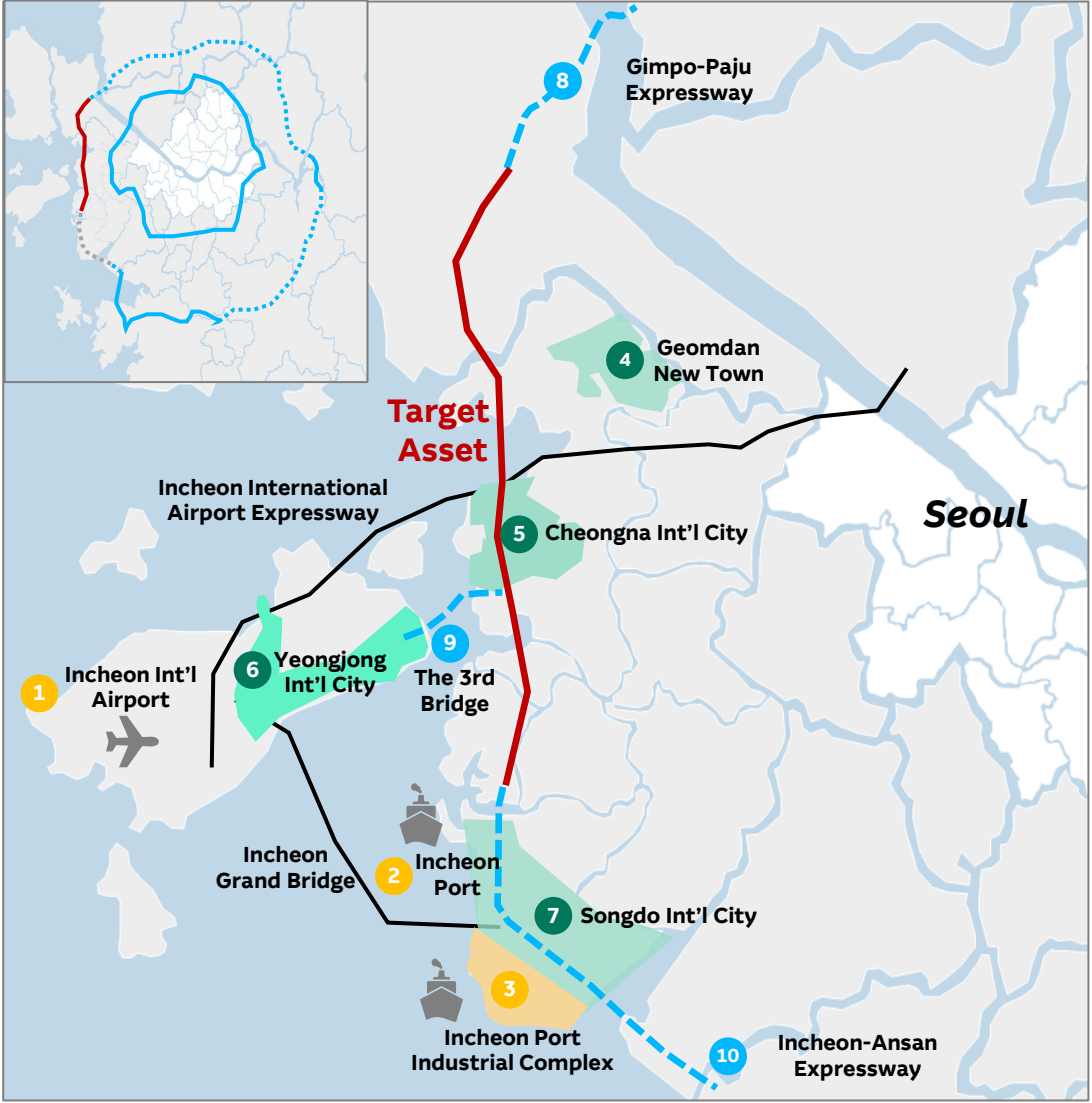 8
Gimpo-Paju
Expressway
4
Geomdan
New Town
Target
Asset
Incheon International
Airport Expressway
Seoul
5
Cheongna Int'l City
9
The 3rd
Bridge
6
Yeongjong
Int'l City
1
Incheon Int'l
Airport
Incheon
Grand Bridge
2
Incheon
Port
7
Songdo Int'l City
3
Incheon Port
Industrial Complex
10
Incheon-Ansan
Expressway